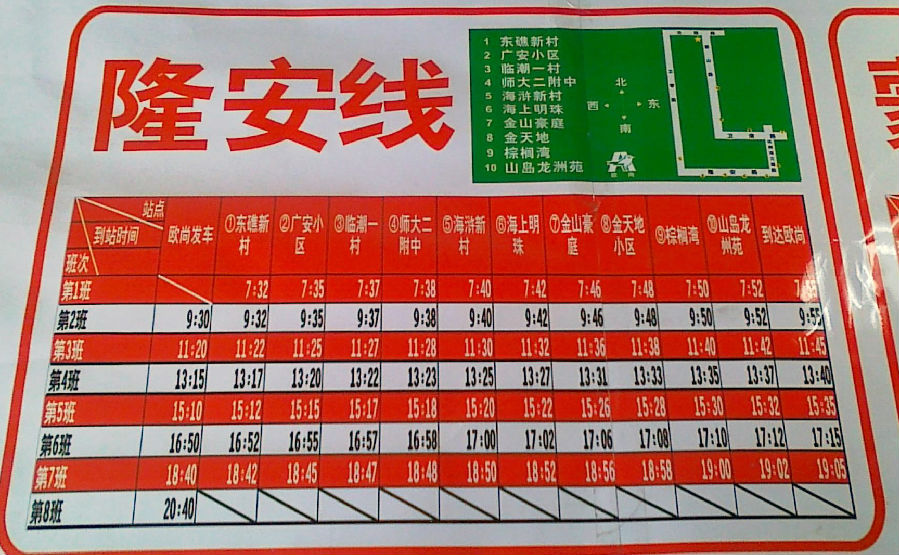 隆安线
1 东礁新村
2 广安小区
3 临潮一村
4 师大二附中
5 海浒新村
6 海上明珠
7 金山豪庭
8 金天地
9 棕榈湾
10 山岛龙洲苑
北
西 东
南
站点
到站时间
班次
欧尚发车 ①东礁新村 ②广安小区 ③临潮一村 ④师大二附中 ⑤海浒新村 ⑥海上明珠 ⑦金山豪庭 ⑧金天地小区 ⑨棕榈湾 ⑩山岛龙洲苑 到达欧尚
第1班 7:32 7:35 7:37 7:38 7:40 7:42 7:46 7:48 7:50 7:52
第2班 9:30 9:32 9:35 9:37 9:38 9:40 9:42 9:46 9:48 9:50 9:52 9:55
第3班 11:20 11:22 11:25 11:27 11:28 11:30 11:32 11:36 11:38 11:40 11:42 11:45
第4班 13:15 13:17 13:20 13:22 13:23 13:25 13:27 13:31 13:33 13:35 13:37 13:40
第5班 15:10 15:12 15:15 15:17 15:18 15:20 15:22 15:26 15:28 15:30 15:32 15:35
第6班 16:50 16:52 16:55 16:57 16:58 17:00 17:02 17:06 17:08 17:10 17:12 17:15
第7班 18:40 18:42 18:45 18:47 18:48 18:50 18:52 18:56 18:58 19:00 19:02 19:05
第8班 20:40